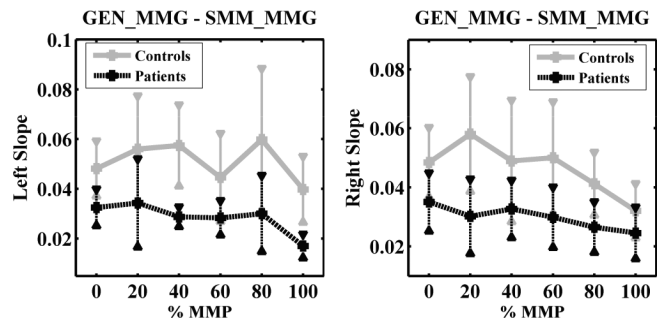 GEN_MMG - SMM_MMG
GEN_MMG - SMM_MMG
Left Slope
0.1
0.08
0.06
0.04
0.02
Controls
Patients
0 20 40 60 80 100
% MMP
Right Slope
0.08
0.06
0.04
0.02
Controls
Patients
0 20 40 60 80 100
% MMP